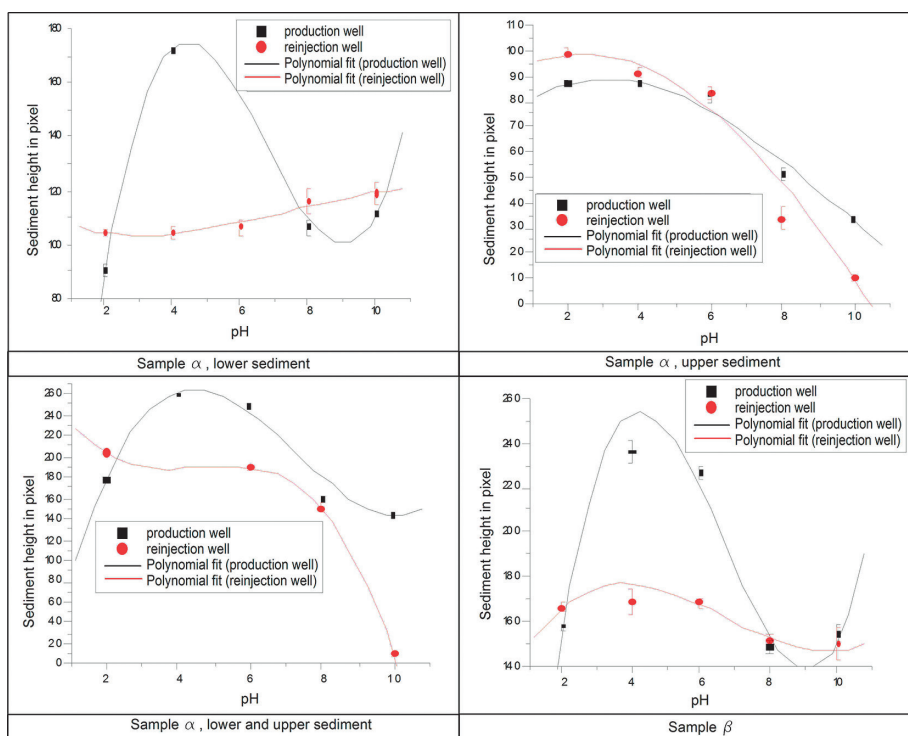 180
160
140
120
100
80
Sediment height in pixel
production well
reinjection well
Polynomial fit (production well)
Polynomial fit (reinjection well)
2 4 6 8 10
pH
Sample α , lower sediment
100
90
80
70
60
50
40
30
20
10
0
Sediment height in pixel
production well
reinjection well
Polynomial fit (production well)
Polynomial fit (reinjection well)
2 4 6 8 10
pH
Sample α , upper sediment
260
240
220
200
180
160
140
120
100
80
60
40
20
0
Sediment height in pixel
production well
reinjection well
Polynomial fit (production well)
Polynomial fit (reinjection well)
2 4 6 8 10
pH
Sample α , lower and upper sediment
260
240
220
200
170
160
140
Sediment height in pixel
production well
reinjection well
Polynomial fit (production well)
Polynomial fit (reinjection well)
2 4 6 8 10
pH
Sample β